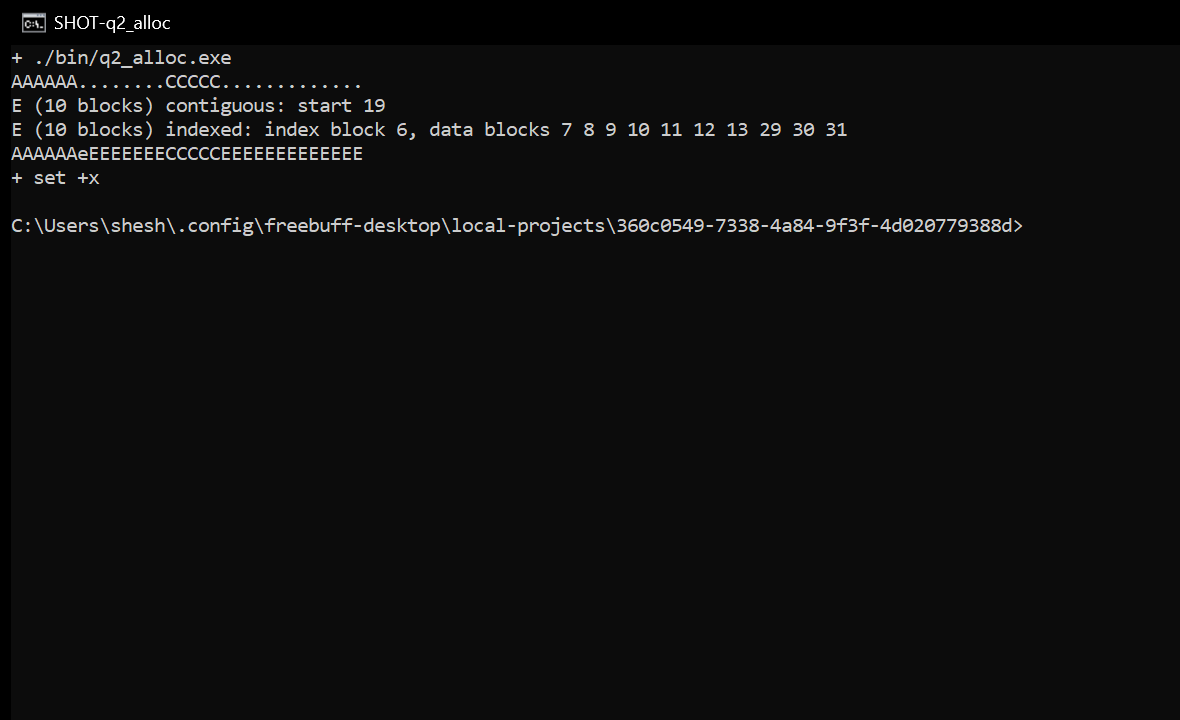 SHOT-q2_alloc
+ ./bin/q2_alloc.exe
AAAAAA........CCCCC.............
E (10 blocks) contiguous: start 19
E (10 blocks) indexed: index block 6, data blocks 7 8 9 10 11 12 13 29 30 31
AAAAAAeEEEEEEECCCCCEEEEEEEEEEEEE
+ set +x
C:\Users\shesh\.config\freebuff-desktop\local-projects\360c0549-7338-4a84-9f3f-4d020779388d>